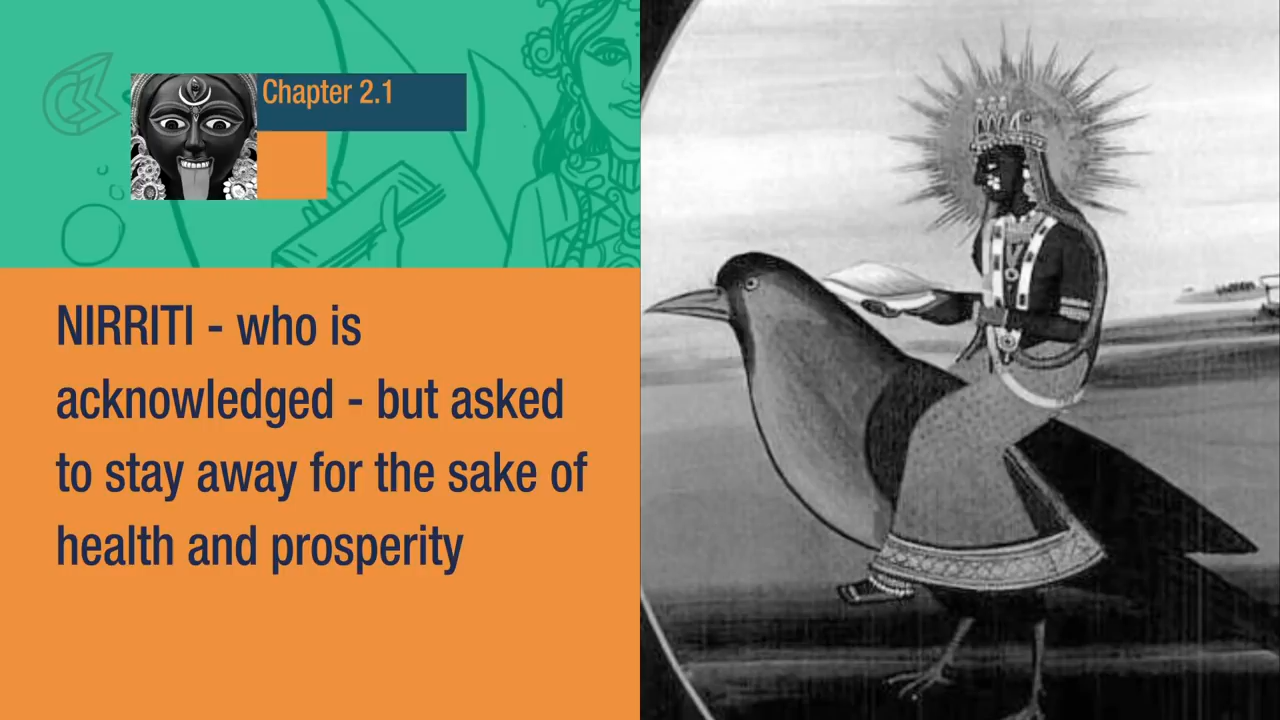 Chapter 2.1
NIRRITI - who is
acknowledged - but asked
to stay away for the sake of
health and prosperity